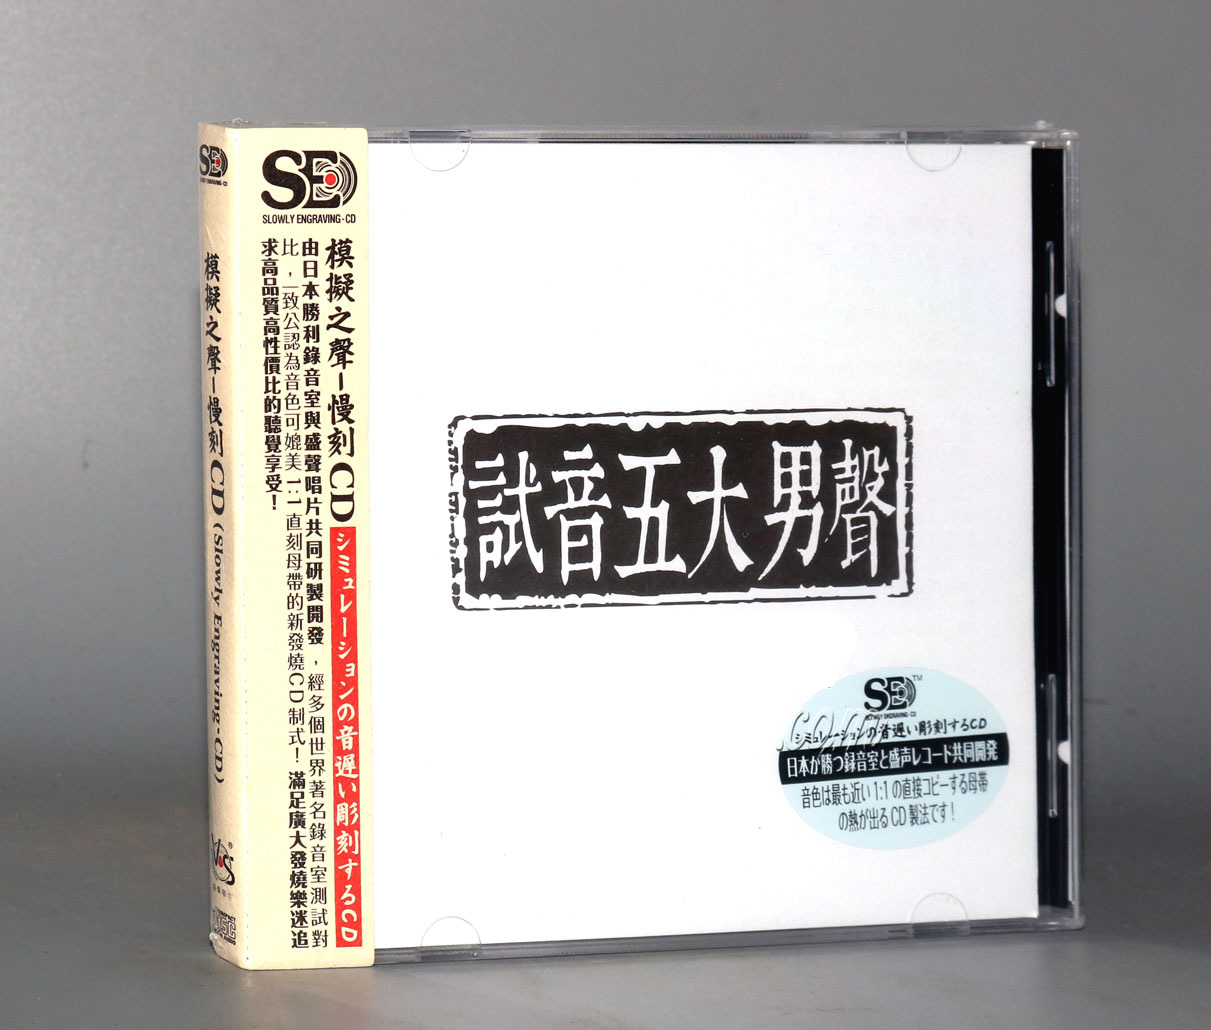 SE
SLOWLY ENGRAVING-CD
模擬之聲-慢刻CD(Slowly Engraving-CD)
SE
SLOWLY ENGRAVING-CD
模擬之聲-慢刻CD
シミュレーションの音遅い彫刻するCD
由日本勝利錄音室與盛聲唱片共同研製開發，經多個世界著名錄音室測試對
比，一致公認為音色可媲美1:1直刻母帶的新發燒CD制式！滿足廣大發燒樂迷追
求高品質高性價比的聽覺享受！
試音五大男聲
SE TM
SLOWLY ENGRAVING-CD
シミュレーションの音遅い彫刻するCD
日本か勝つ録音室と盛声レコード共同開発
音色は最も近い1:1の直接コピーする母帯
の熱が出るCD製法です！